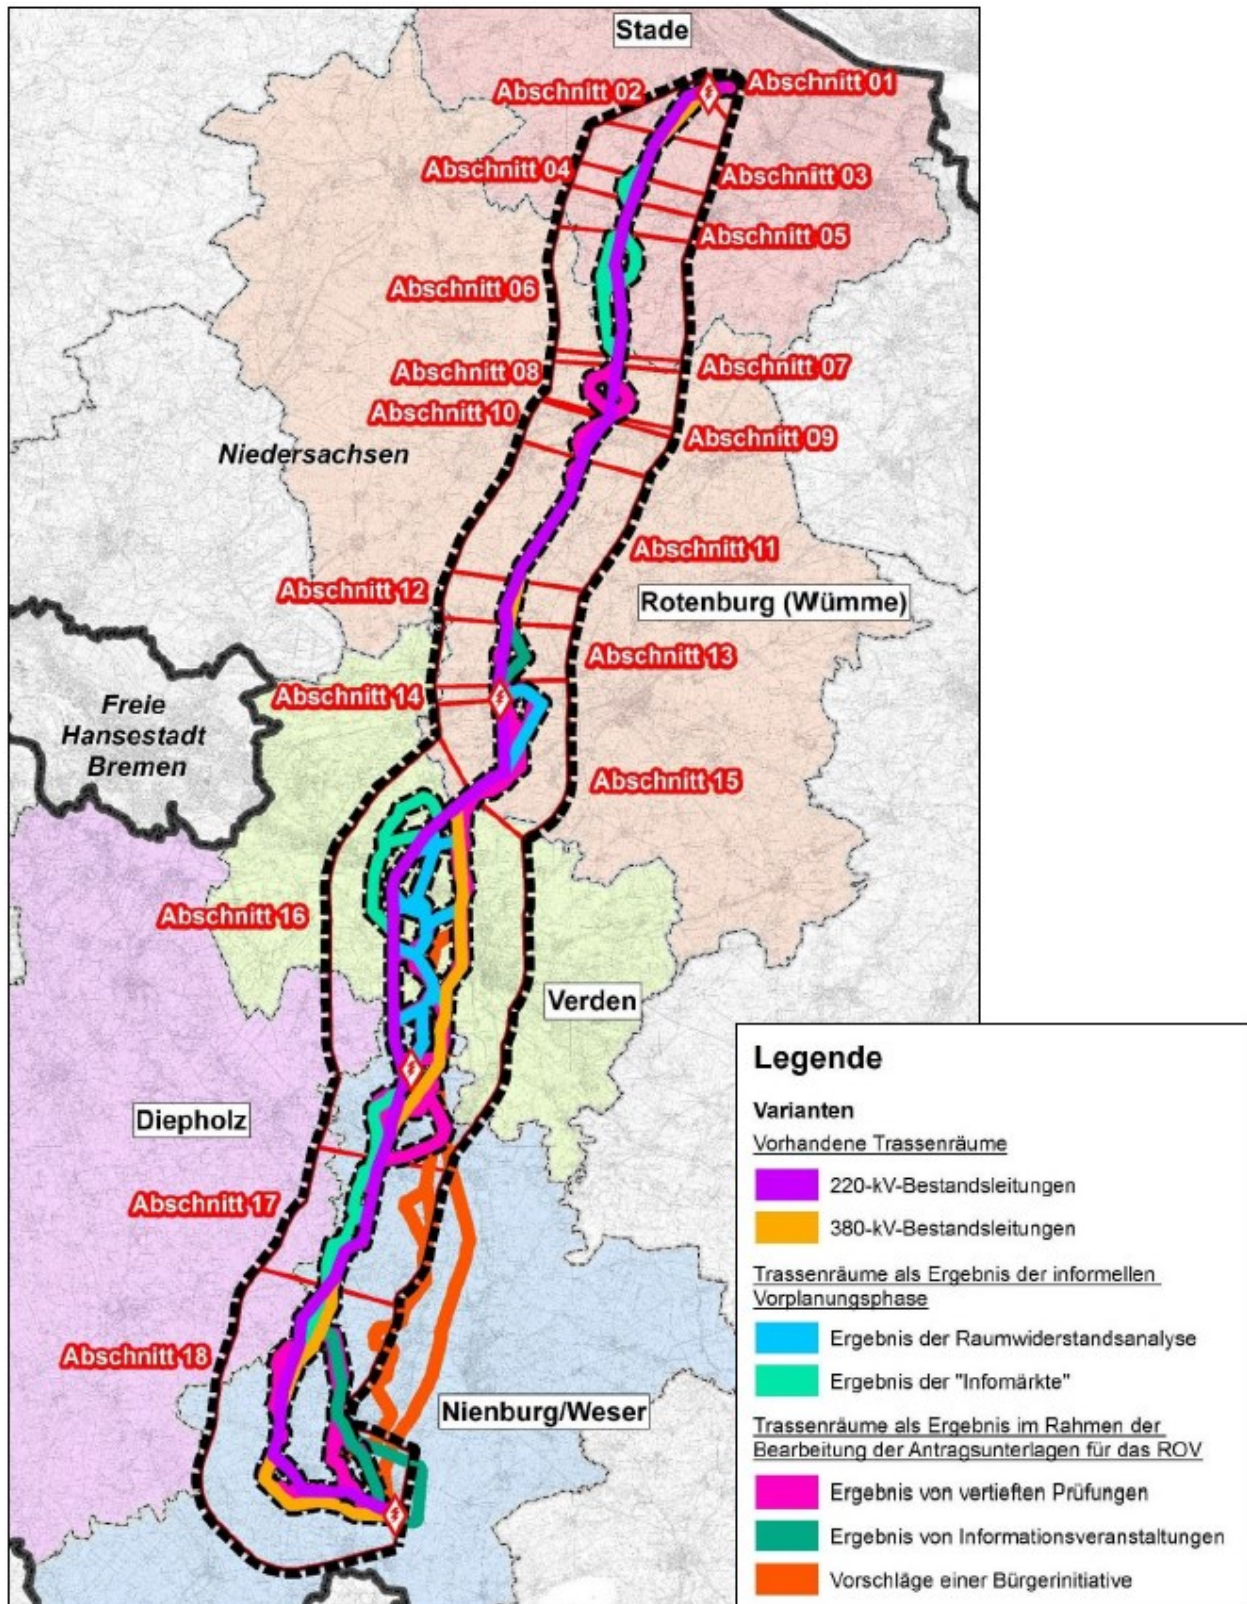 Stade
Abschnitt 01
Abschnitt 02
Abschnitt 04
Abschnitt 03
Abschnitt 05
Abschnitt 06
Abschnitt 07
Abschnitt 08
Abschnitt 10
Abschnitt 09
Niedersachsen
Abschnitt 11
Abschnitt 12
Rotenburg (Wümme)
Abschnitt 13
Abschnitt 14
Freie
Hansestadt
Bremen
Abschnitt 15
Abschnitt 16
Verden
Diepholz
Abschnitt 17
Abschnitt 18
Nienburg/Weser
Legende
Varianten
Vorhandene Trassenräume
220-kV-Bestandsleitungen
380-kV-Bestandsleitungen
Trassenräume als Ergebnis der informellen
Vorplanungsphase
Ergebnis der Raumwiderstandsanalyse
Ergebnis der "Infomärkte"
Trassenräume als Ergebnis im Rahmen der
Bearbeitung der Antragsunterlagen für das ROV
Ergebnis von vertieften Prüfungen
Ergebnis von Informationsveranstaltungen
Vorschläge einer Bürgerinitiative